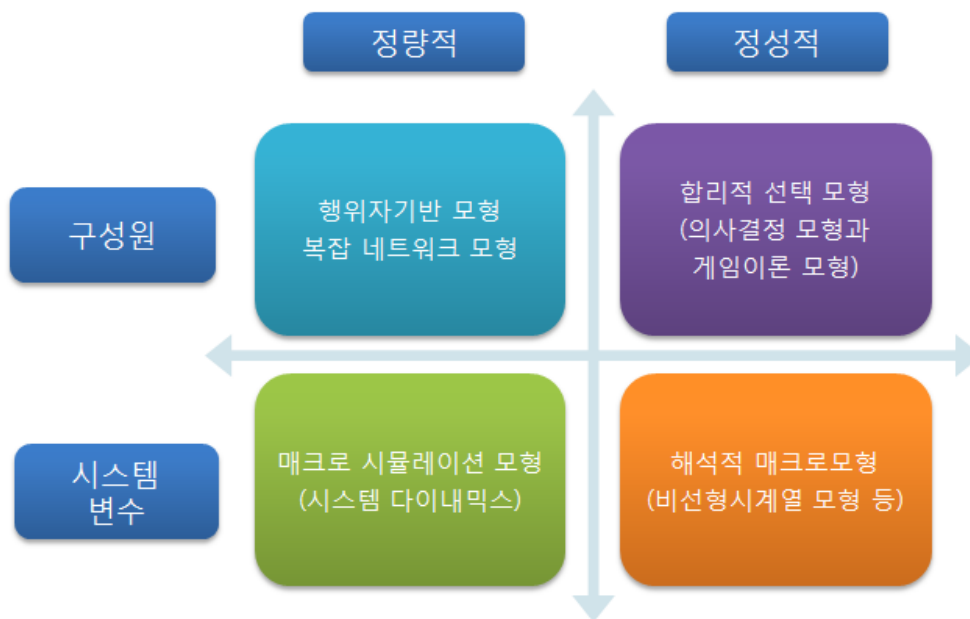 정량적
정성적
구성원
행위자기반 모형
복잡 네트워크 모형
합리적 선택 모형
(의사결정 모형과
게임이론 모형)
시스템
변수
매크로 시뮬레이션 모형
(시스템 다이내믹스)
해석적 매크로모형
(비선형시계열 모형 등)